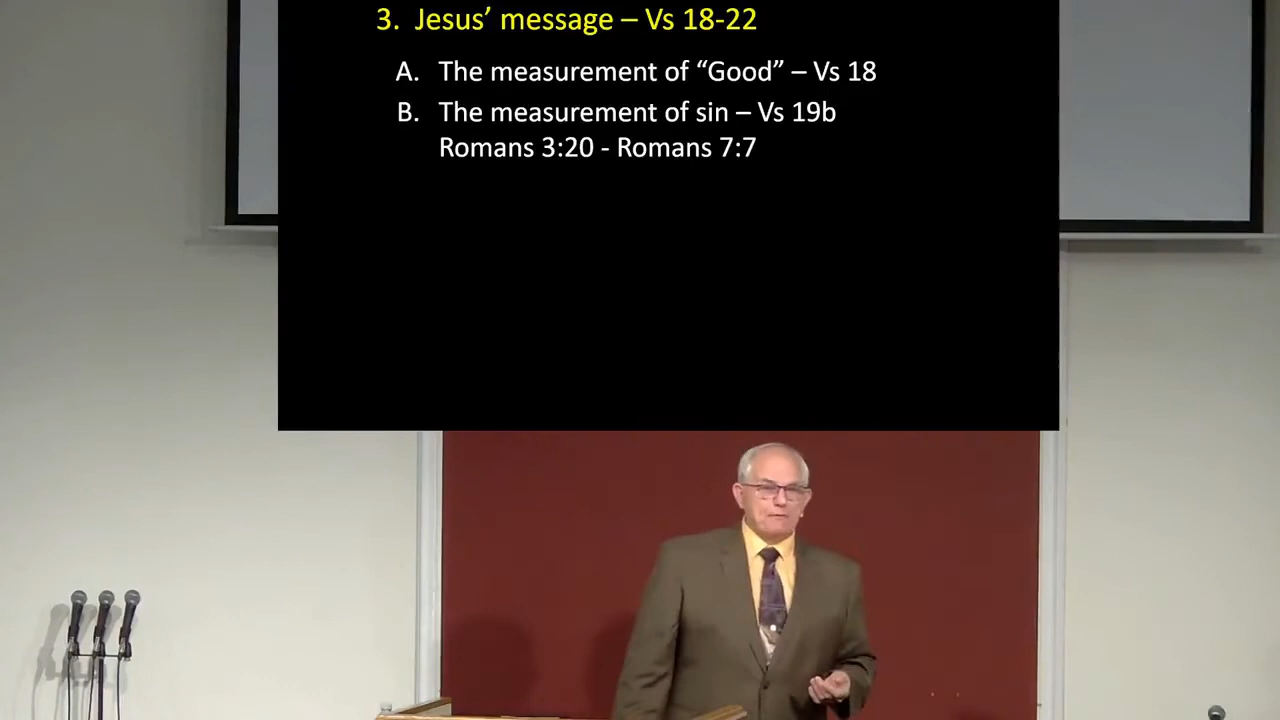 3. Jesus’ message – Vs 18-22
A. The measurement of “Good” – Vs 18
B. The measurement of sin – Vs 19b
Romans 3:20 - Romans 7:7